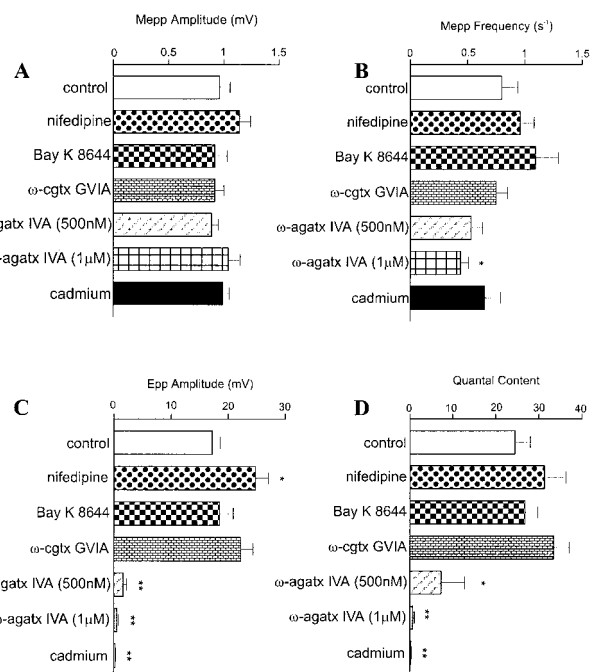 Mepp Amplitude (mV)
0 0.5 1 1.5
A
control
nifedipine
Bay K 8644
ω-cgtx GVIA
agatx IVA (500nM)
-agatx IVA (1μM)
cadmium
Mepp Frequency (s⁻¹)
0 0.5 1 1.5
B
control
nifedipine
Bay K 8644
ω-cgtx GVIA
ω-agatx IVA (500nM)
ω-agatx IVA (1μM) *
cadmium
Epp Amplitude (mV)
0 10 20 30
C
control
nifedipine *
Bay K 8644
ω-cgtx GVIA
agatx IVA (500nM) **
-agatx IVA (1μM) **
cadmium **
Quantal Content
0 10 20 30 40
D
control
nifedipine
Bay K 8644
ω-cgtx GVIA
ω-agatx IVA (500nM) *
ω-agatx IVA (1μM) **
cadmium **